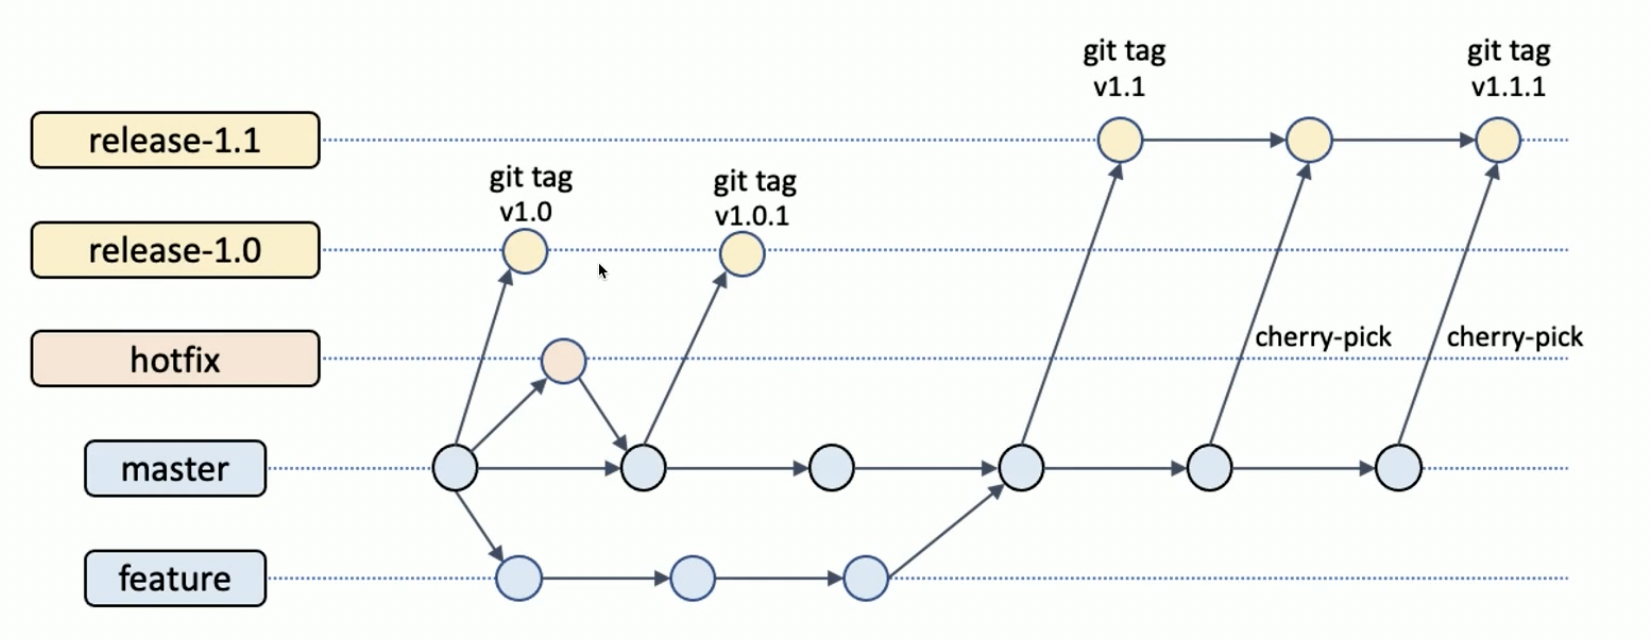 git tag
v1.1
git tag
v1.1.1
release-1.1
git tag
v1.0
git tag
v1.0.1
release-1.0
cherry-pick
cherry-pick
hotfix
master
feature